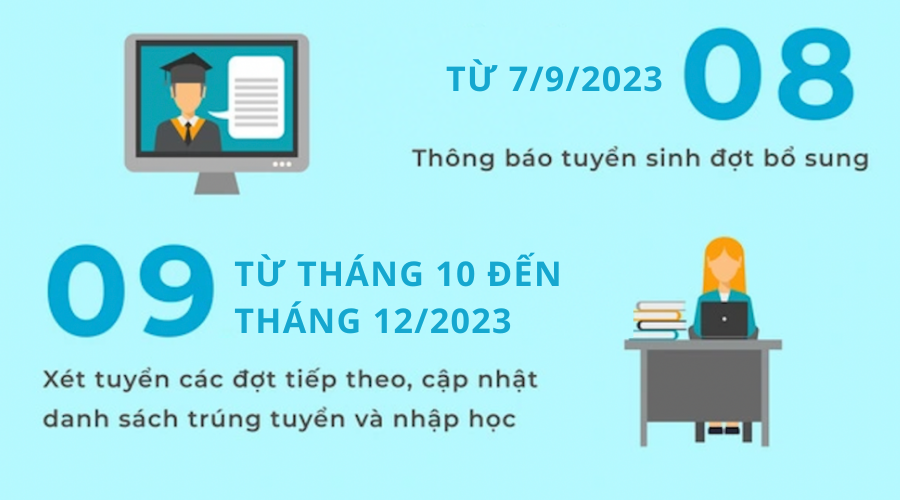 TỪ 7/9/2023 08
Thông báo tuyển sinh đợt bổ sung
09 TỪ THÁNG 10 ĐẾN
THÁNG 12/2023
Xét tuyển các đợt tiếp theo, cập nhật
danh sách trúng tuyển và nhập học